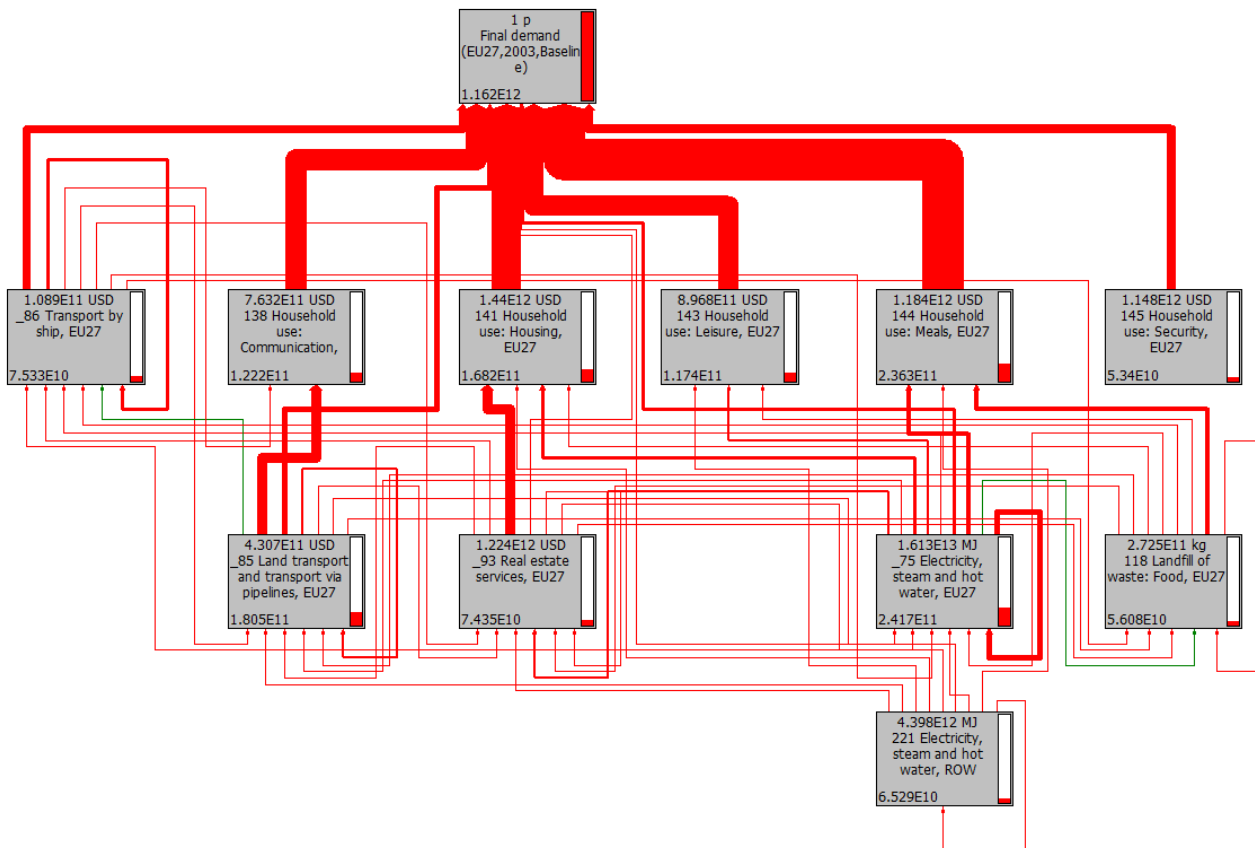 1 p
Final demand
(EU27,2003,Baselin
e)
1.162E12
1.089E11 USD
_86 Transport by
ship, EU27
7.533E10
7.632E11 USD
138 Household
use:
Communication,
1.222E11
1.44E12 USD
141 Household
use: Housing,
EU27
1.682E11
8.968E11 USD
143 Household
use: Leisure, EU27
1.174E11
1.184E12 USD
144 Household
use: Meals, EU27
2.363E11
1.148E12 USD
145 Household
use: Security,
EU27
5.34E10
4.307E11 USD
_85 Land transport
and transport via
pipelines, EU27
1.805E11
1.224E12 USD
_93 Real estate
services, EU27
7.435E10
1.613E13 MJ
_75 Electricity,
steam and hot
water, EU27
2.417E11
2.725E11 kg
118 Landfill of
waste: Food, EU27
5.608E10
4.398E12 MJ
221 Electricity,
steam and hot
water, ROW
6.529E10